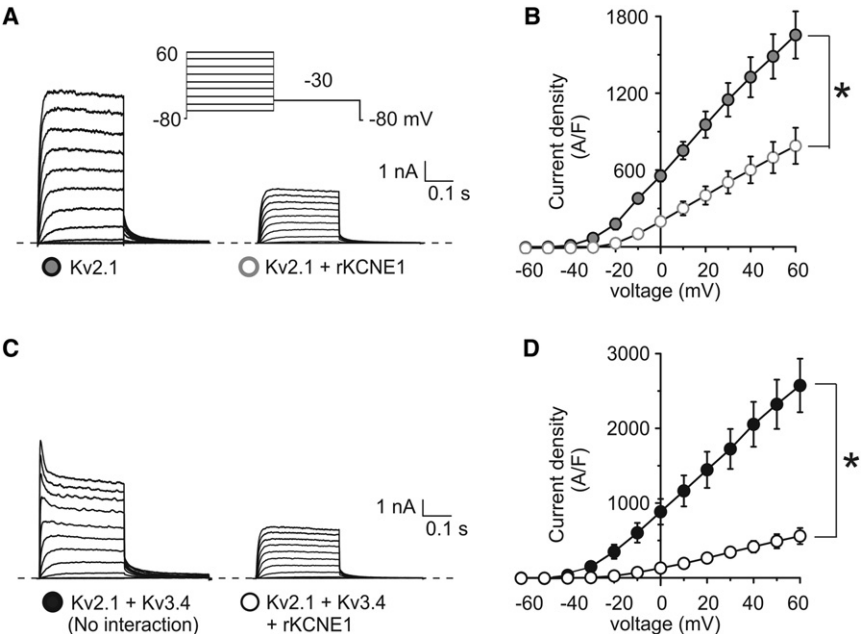 A
60
-80
-30
-80 mV
1 nA
0.1 s
Kv2.1
Kv2.1 + rKCNE1
B
1800
1200
600
Current density
(A/F)
-60 -40 -20 0 20 40 60
voltage (mV)
*
C
1 nA
0.1 s
Kv2.1 + Kv3.4
(No interaction)
Kv2.1 + Kv3.4
+ rKCNE1
D
3000
2000
1000
Current density
(A/F)
-60 -40 -20 0 20 40 60
voltage (mV)
*